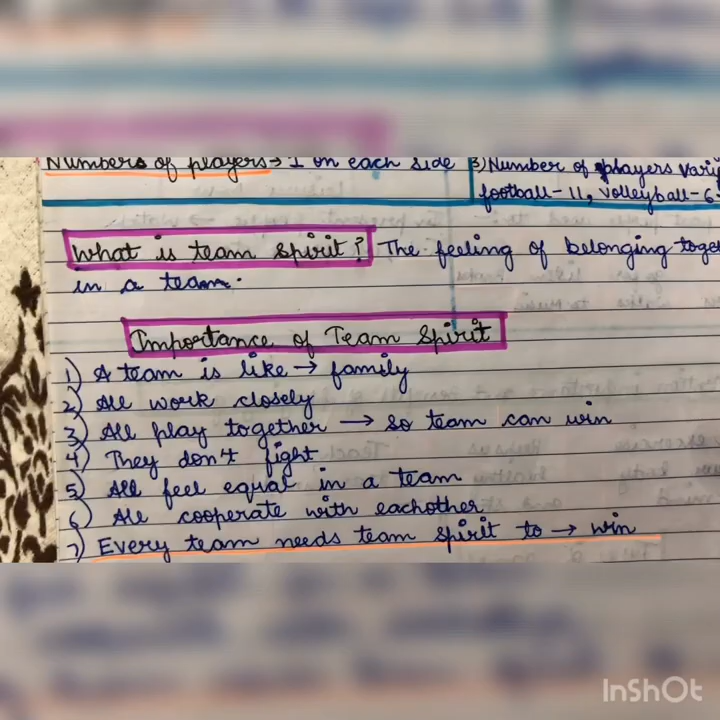 Numbers of players → 1 on each side
3) Number of players vary
football - 11, volleyball - 6
What is team spirit? The feeling of belonging toge
in a team.
Importance of Team Spirit
1) A team is like → family
2) All work closely
3) All play together → so team can win
4) They don't fight
5) All feel equal in a team
6) All cooperate with eachother
7) Every team needs team spirit to → win
InShOt